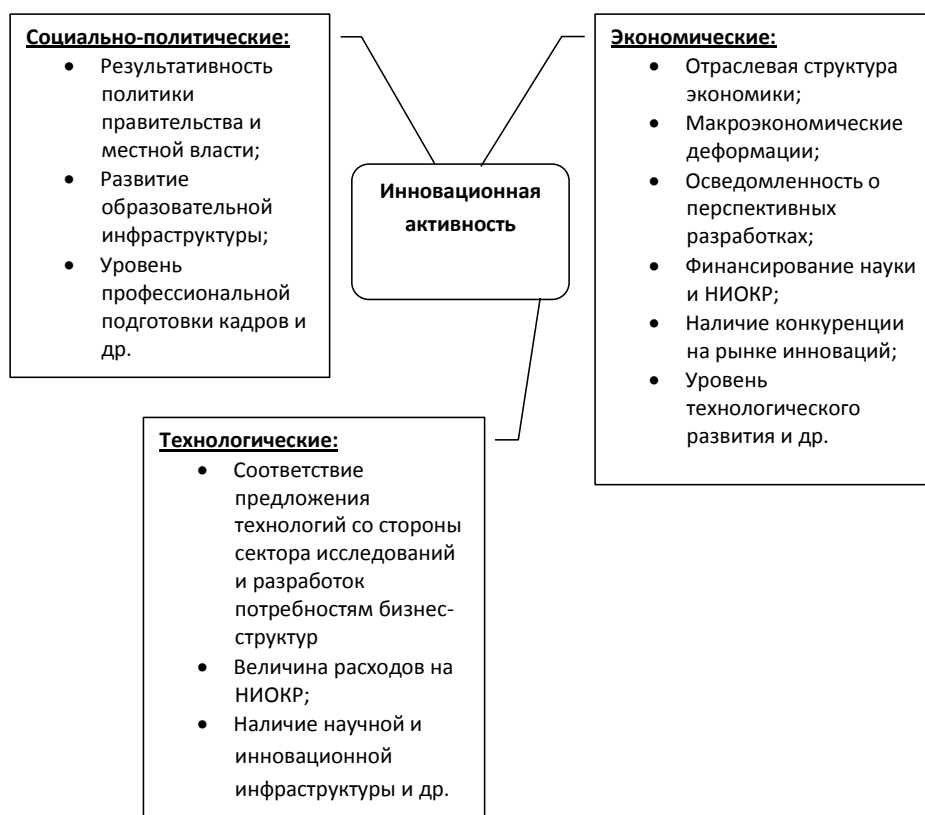 Социально-политические:
• Результативность
политики
правительства и
местной власти;
• Развитие
образовательной
инфраструктуры;
• Уровень
профессиональной
подготовки кадров и
др.
Инновационная
активность
Экономические:
• Отраслевая структура
экономики;
• Макроэкономические
деформации;
• Осведомленность о
перспективных
разработках;
• Финансирование науки
и НИОКР;
• Наличие конкуренции
на рынке инноваций;
• Уровень
технологического
развития и др.
Технологические:
• Соответствие
предложения
технологий со стороны
сектора исследований
и разработок
потребностям бизнес-
структур
• Величина расходов на
НИОКР;
• Наличие научной и
инновационной
инфраструктуры и др.